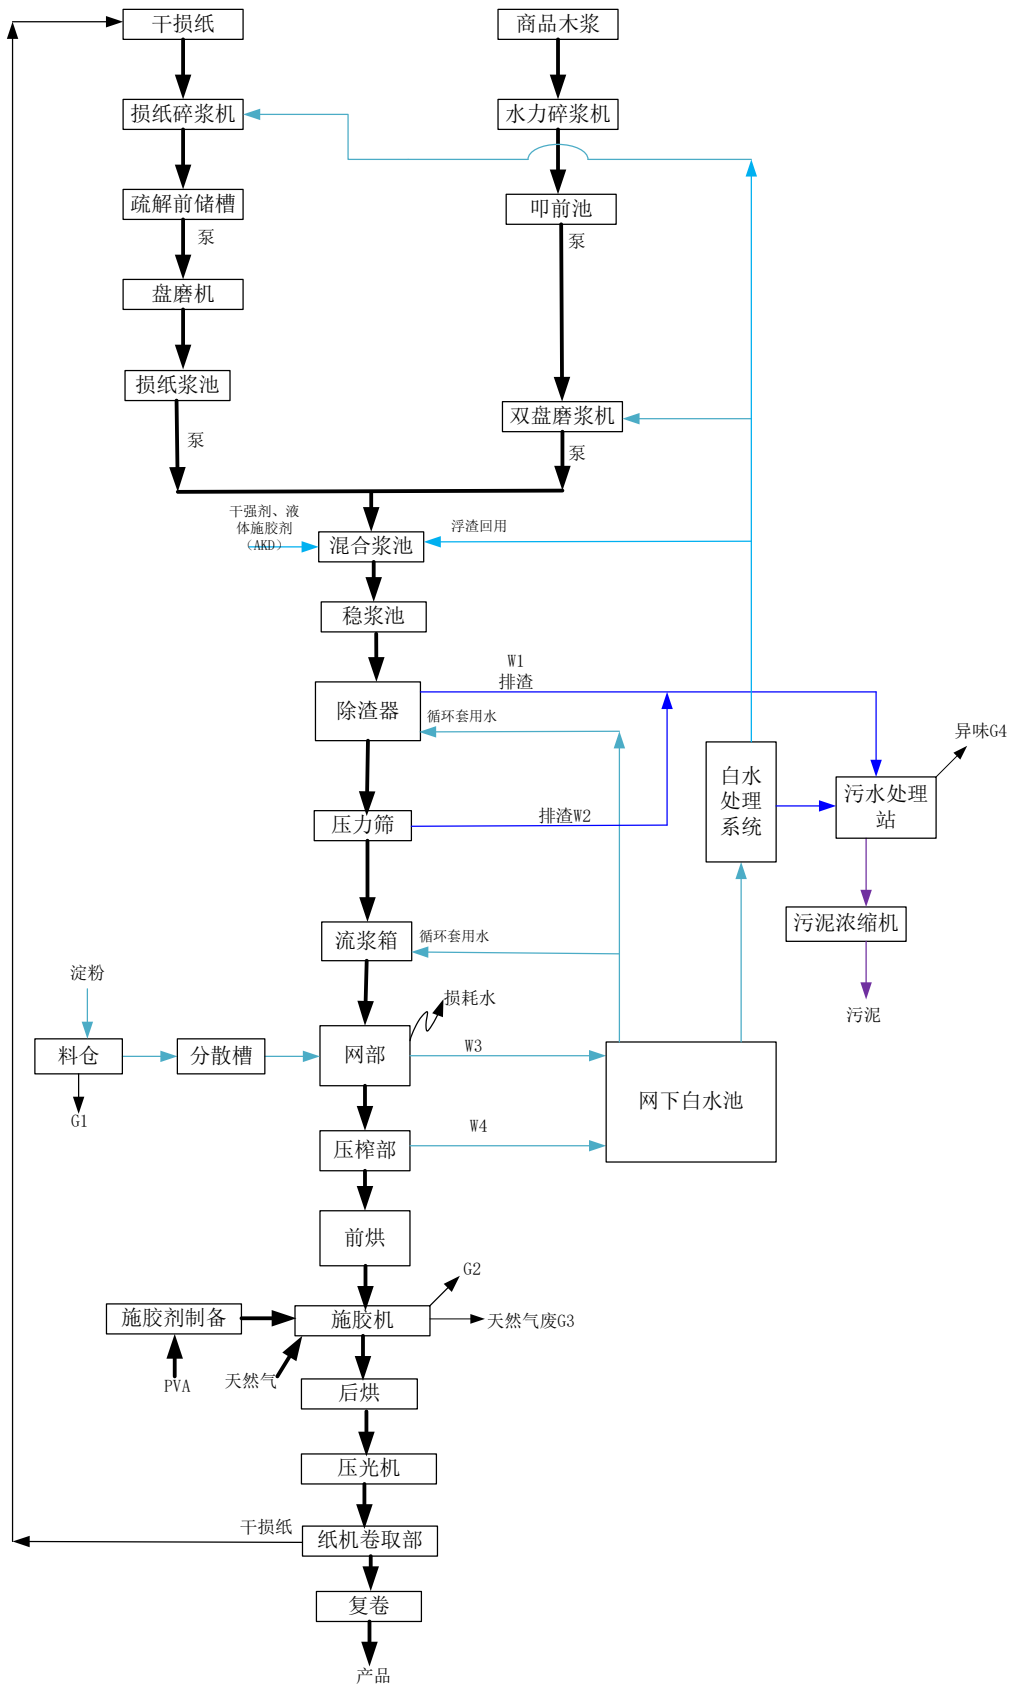 干损纸
商品木浆
损纸碎浆机
水力碎浆机
疏解前储槽
叩前池
泵
泵
盘磨机
损纸浆池
双盘磨浆机
泵
泵
干强剂、液
体施胶剂
（AKD）
浮渣回用
混合浆池
稳浆池
W1
排渣
除渣器
循环套用水
异味G4
白水
处理
系统
污水处理
站
压力筛
排渣W2
污泥浓缩机
流浆箱
循环套用水
淀粉
损耗水
污泥
料仓
分散槽
网部
W3
网下白水池
G1
压榨部
W4
前烘
G2
施胶剂制备
施胶机
天然气废G3
PVA
天然气
后烘
压光机
干损纸
纸机卷取部
复卷
产品